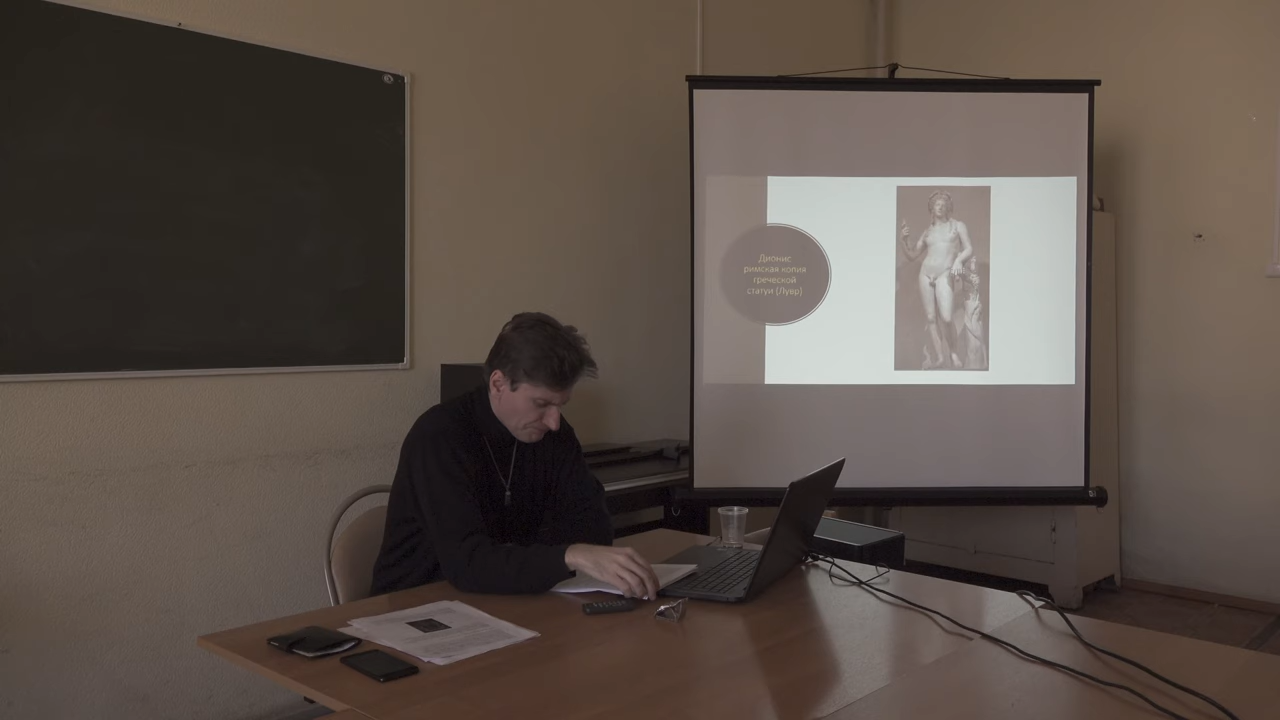 Дионис
римская копия
греческой
статуи (Лувр)